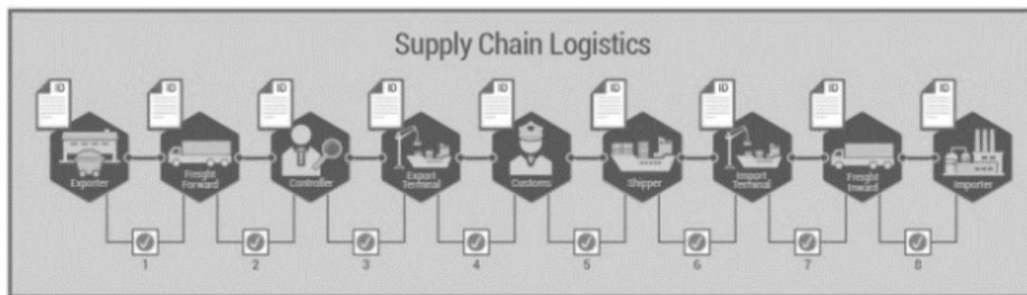 Supply Chain Logistics
ID ID ID ID ID ID ID ID ID
Exporter
Freight
Forward
Controller
Export
Terminal
Customs
Shipper
Import
Terminal
Freight
Inward
Importer
1 2 3 4 5 6 7 8